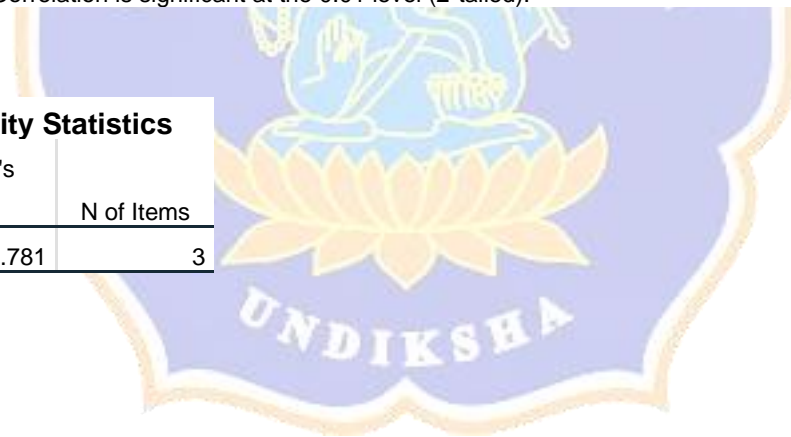 Correlation is significant at the 0.01 level (2-tailed).
ity Statistics
's
N of Items
.781 3
UNDIKSHA